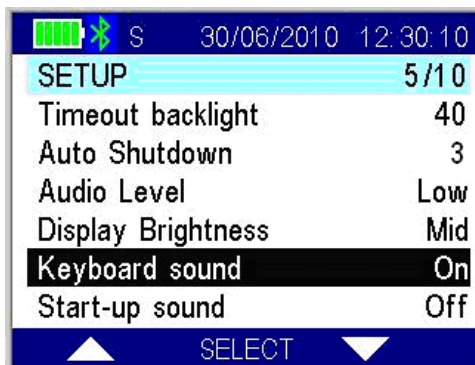 S 30/06/2010 12:30:10
SETUP 5/10
Timeout backlight 40
Auto Shutdown 3
Audio Level Low
Display Brightness Mid
Keyboard sound On
Start-up sound Off
SELECT